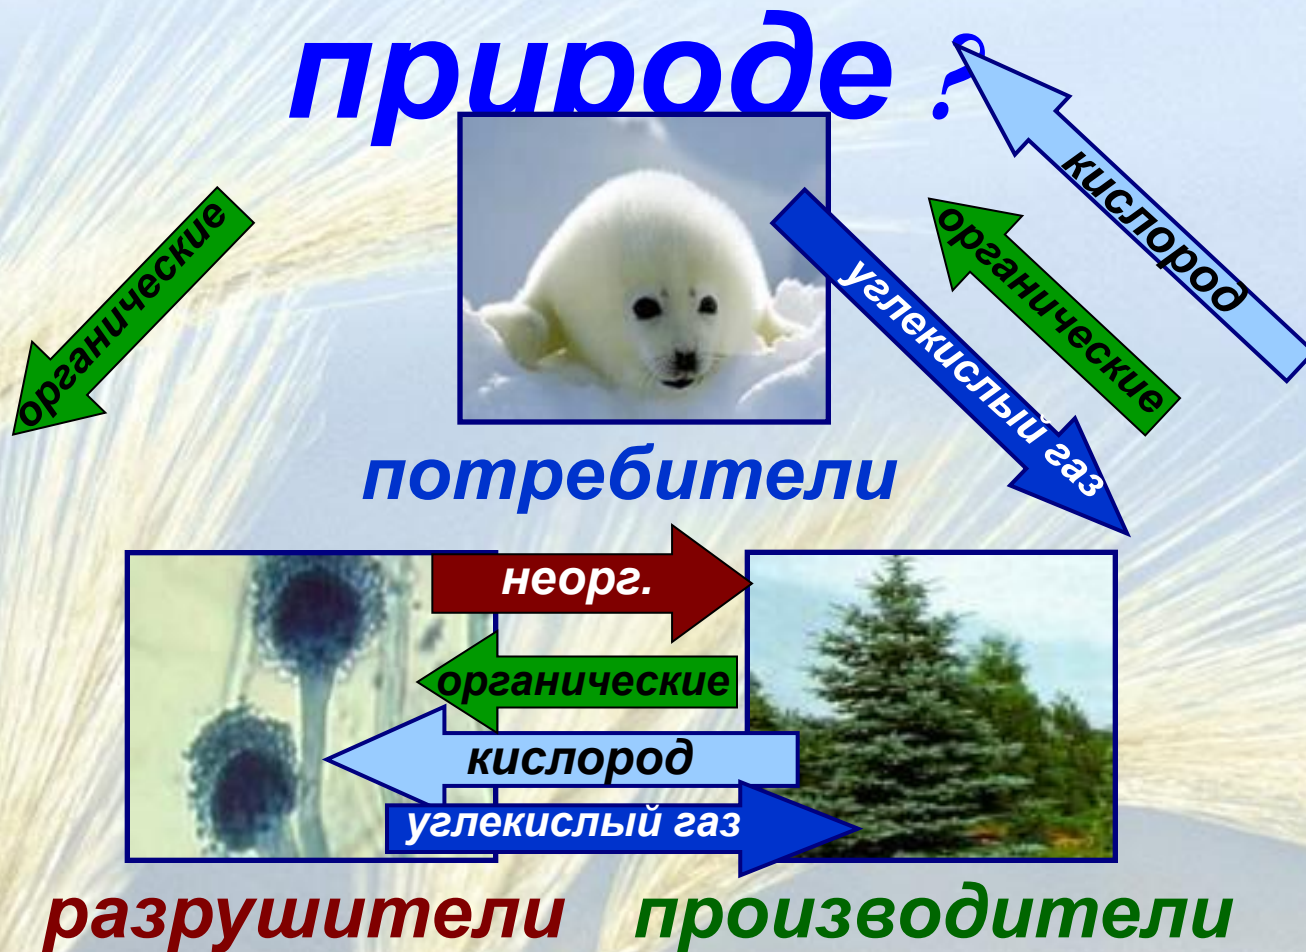 природе ?
кислород
органические
органические
углекислый газ
потребители
неорг.
органические
кислород
углекислый газ
разрушители
производители